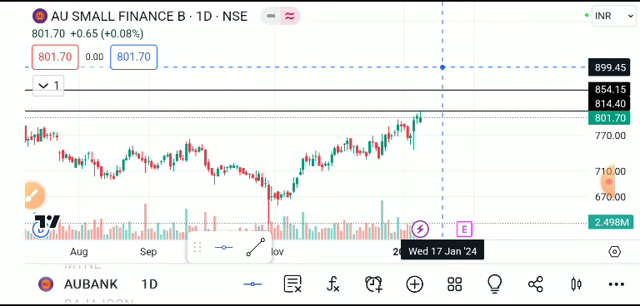 AU SMALL FINANCE B · 1D · NSE
INR
801.70 +0.65 (+0.08%)
801.70 0.00 801.70
1
899.45
854.15
814.40
801.70
770.00
710.00
670.00
2.498M
E
Aug Sep Nov
Wed 17 Jan '24
AUBANK 1D